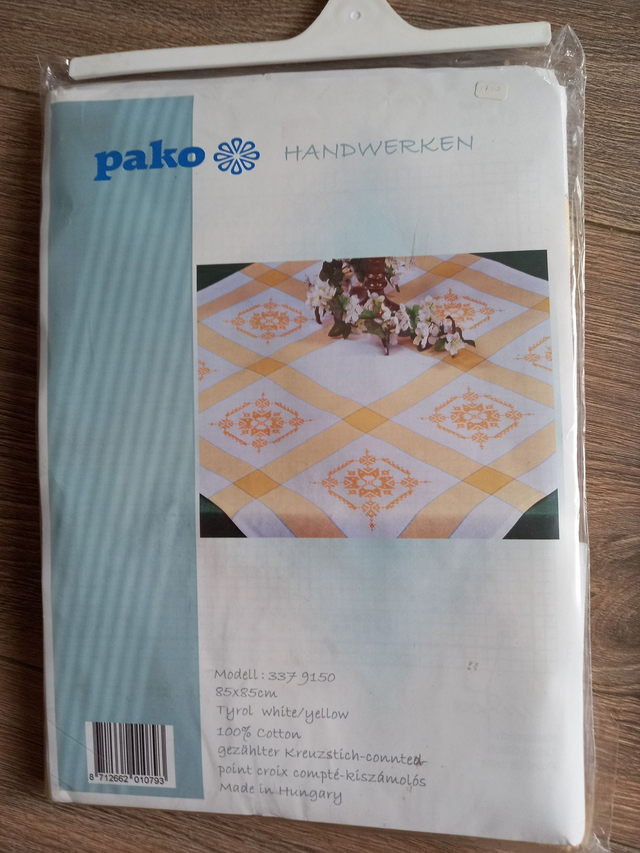 pako HANDWERKEN
Modell: 337 9150
85x85cm
Tyrol white/yellow
100% Cotton
gezählter Kreuzstich-connted
point croix compté-kiszámolós
Made in Hungary
8 712662 010793